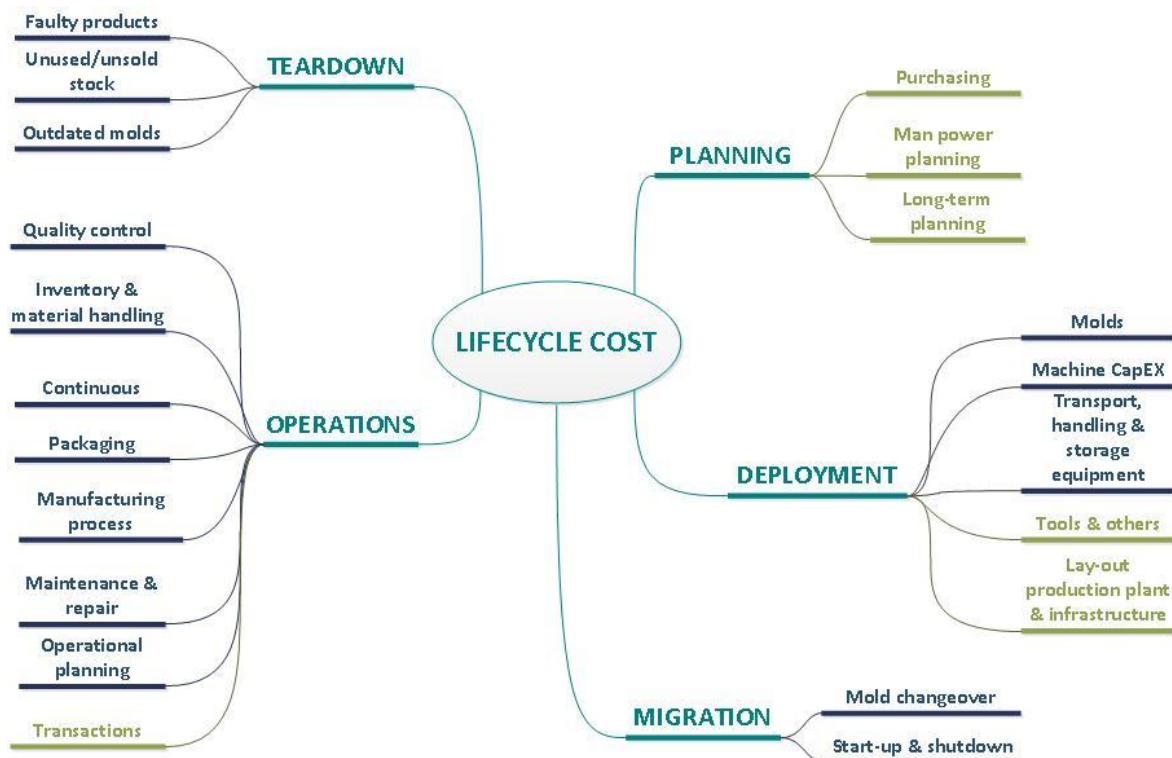 LIFECYCLE COST
TEARDOWN
Faulty products
Unused/unsold
stock
Outdated molds
PLANNING
Purchasing
Man power
planning
Long-term
planning
OPERATIONS
Quality control
Inventory &
material handling
Continuous
Packaging
Manufacturing
process
Maintenance &
repair
Operational
planning
Transactions
DEPLOYMENT
Molds
Machine CapEX
Transport,
handling &
storage
equipment
Tools & others
Lay-out
production plant
& infrastructure
MIGRATION
Mold changeover
Start-up & shutdown